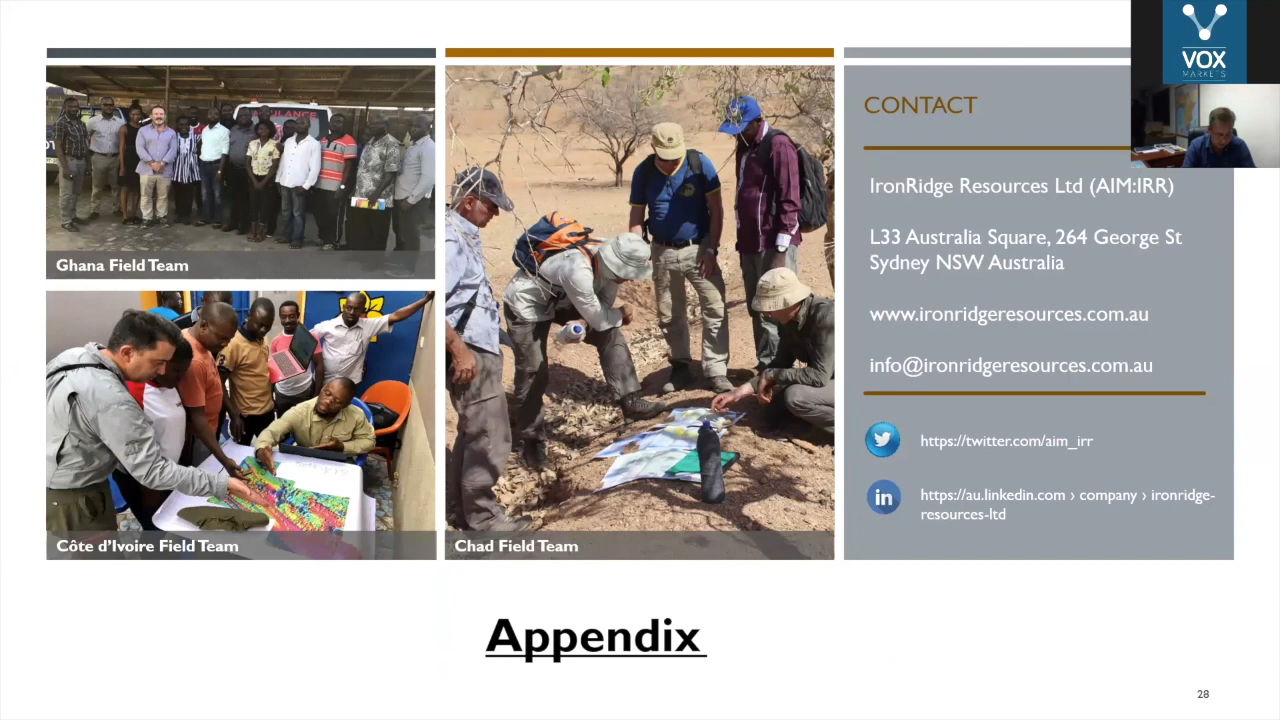 VOX
MARKETS
AMBULANCE
Ghana Field Team
Côte d'Ivoire Field Team
Chad Field Team
CONTACT
IronRidge Resources Ltd (AIM:IRR)
L33 Australia Square, 264 George St
Sydney NSW Australia
www.ironridgeresources.com.au
info@ironridgeresources.com.au
https://twitter.com/aim_irr
in
https://au.linkedin.com › company › ironridge-
resources-ltd
Appendix
28